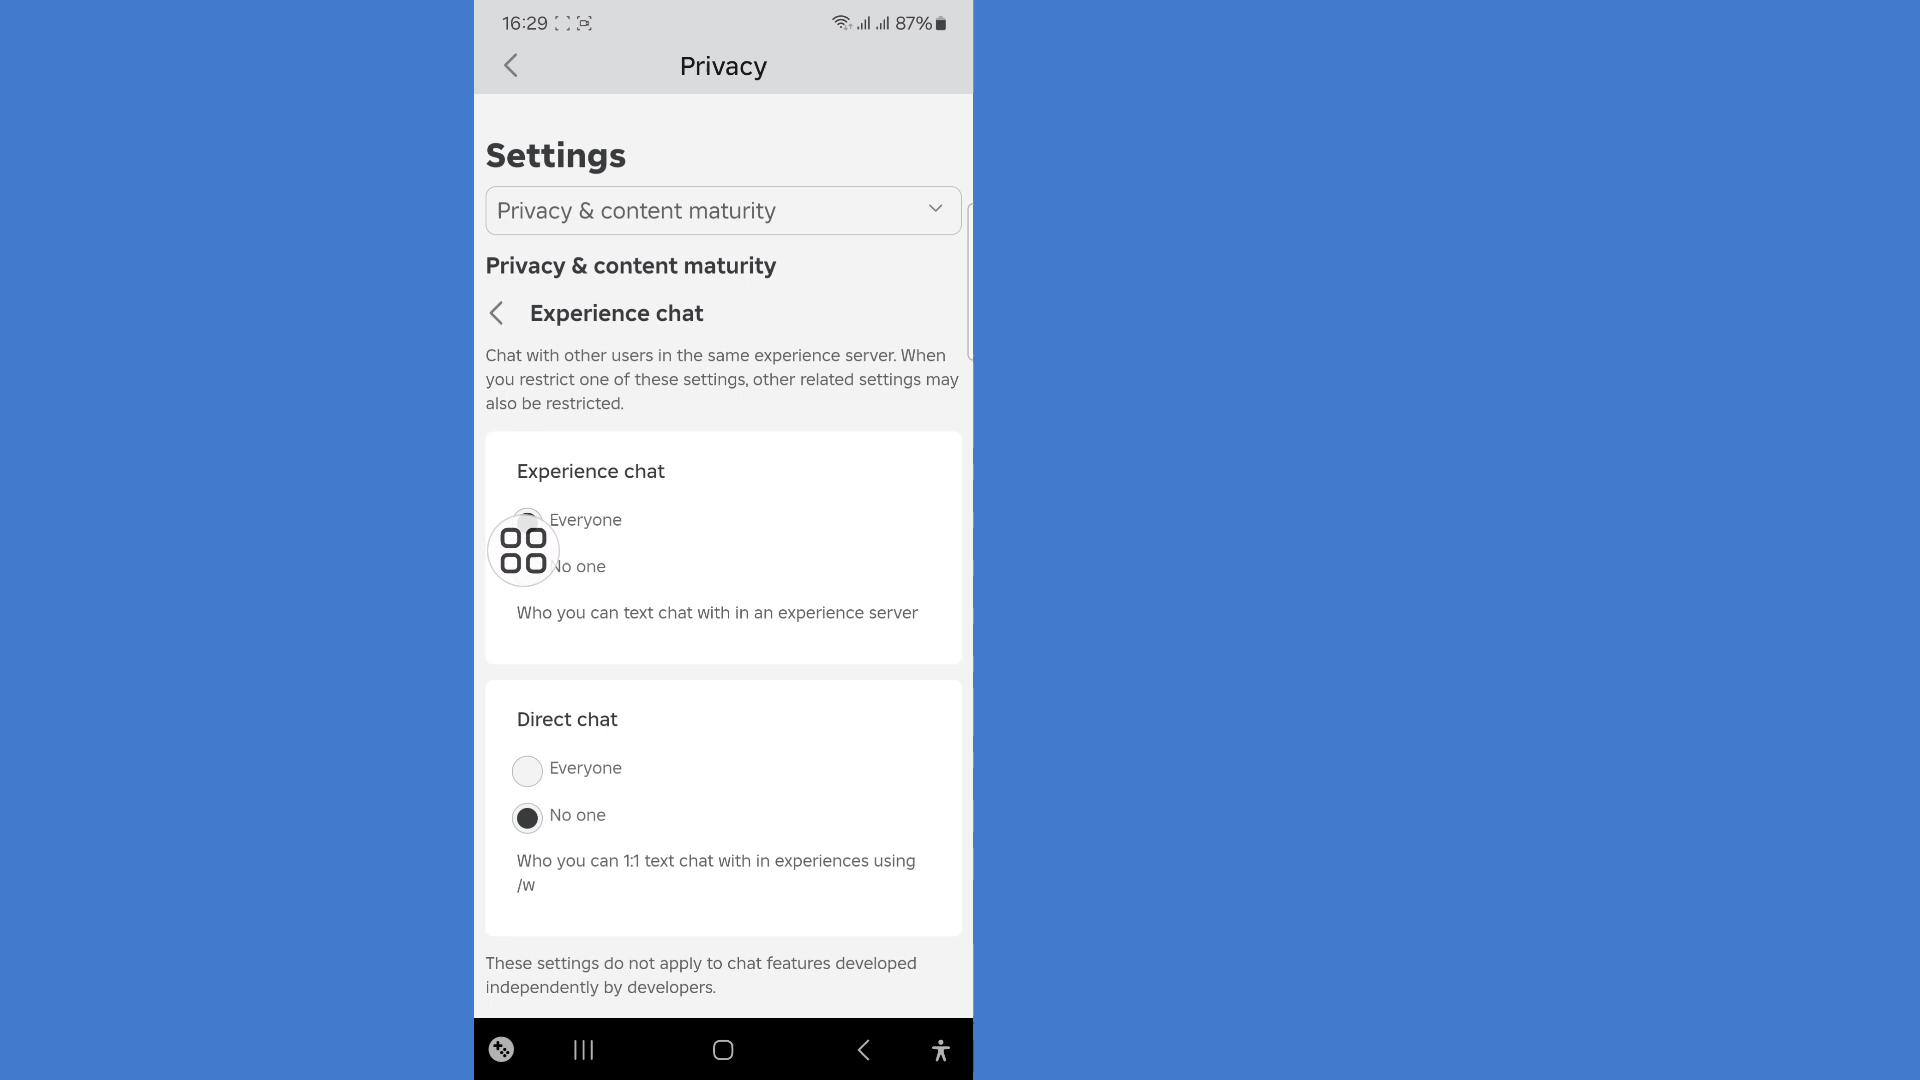 16:29
87%
Privacy
Settings
Privacy & content maturity
Privacy & content maturity
Experience chat
Chat with other users in the same experience server. When
you restrict one of these settings, other related settings may
also be restricted.
Experience chat
Everyone
No one
Who you can text chat with in an experience server
Direct chat
Everyone
No one
Who you can 1:1 text chat with in experiences using
/w
These settings do not apply to chat features developed
independently by developers.